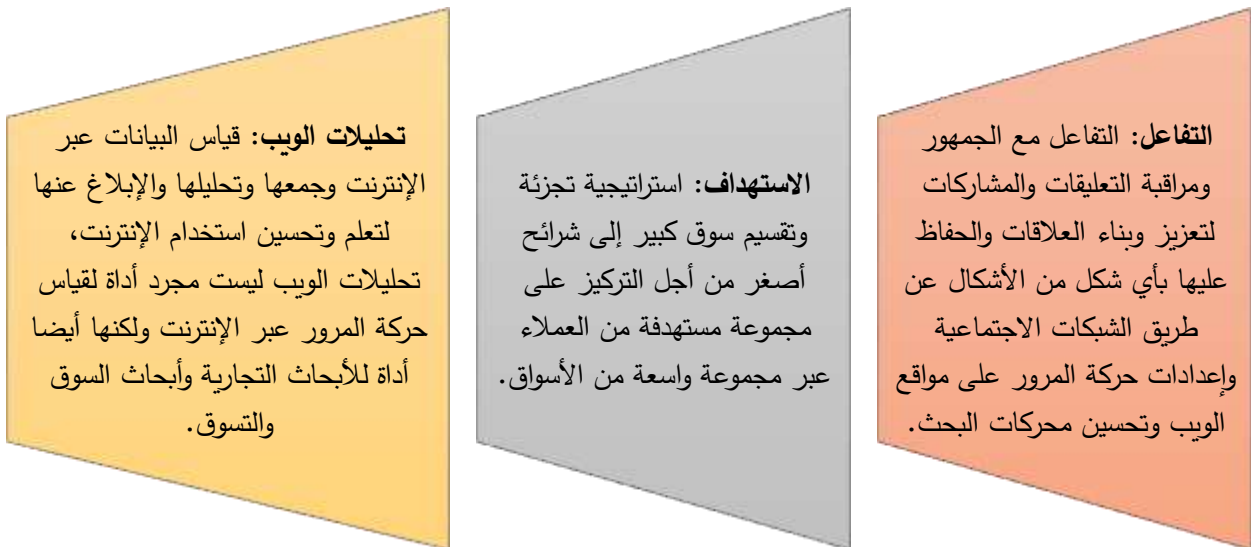 التفاعل: التفاعل مع الجمهور
ومراقبة التعليقات والمشاركات
لتعزيز وبناء العلاقات والحفاظ
عليها بأي شكل من الأشكال عن
طريق الشبكات الاجتماعية
وإعدادات حركة المرور على مواقع
الويب وتحسين محركات البحث.
الاستهداف: استراتيجية تجزئة
وتقسيم سوق كبير إلى شرائح
أصغر من أجل التركيز على
مجموعة مستهدفة من العملاء
عبر مجموعة واسعة من الأسواق.
تحليلات الويب: قياس البيانات عبر
الإنترنت وجمعها وتحليلها والإبلاغ عنها
لتعلم وتحسين استخدام الإنترنت،
تحليلات الويب ليست مجرد أداة لقياس
حركة المرور عبر الإنترنت ولكنها أيضا
أداة للأبحاث التجارية وأبحاث السوق
والتسوق.